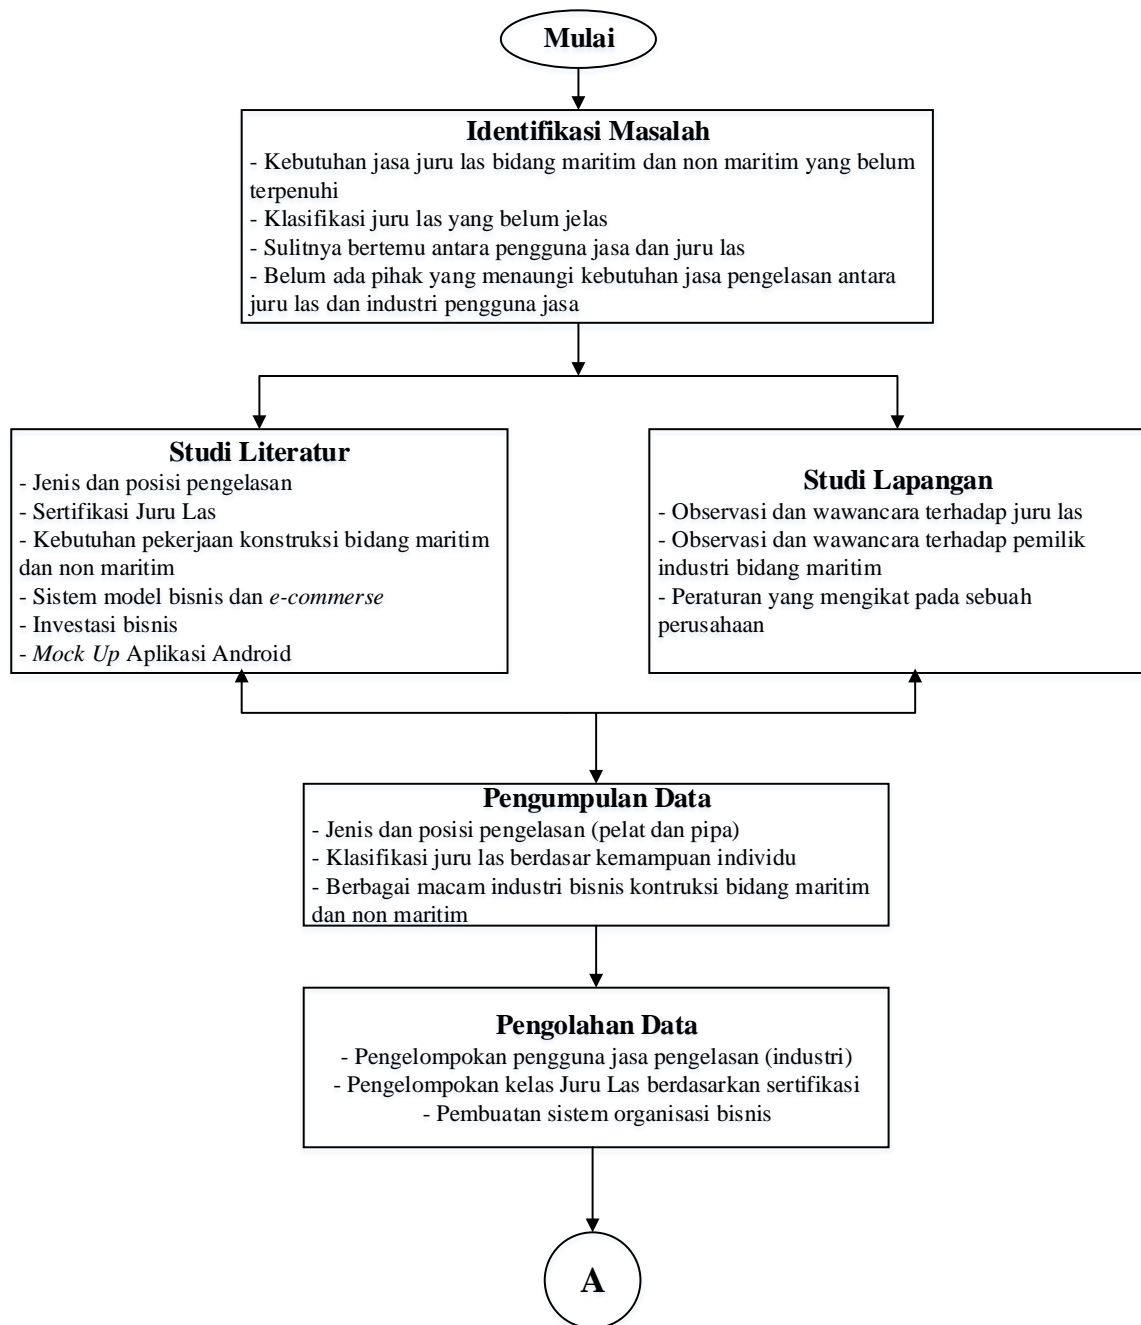 Mulai
Identifikasi Masalah
- Kebutuhan jasa juru las bidang maritim dan non maritim yang belum
terpenuhi
- Klasifikasi juru las yang belum jelas
- Sulitnya bertemu antara pengguna jasa dan juru las
- Belum ada pihak yang menaungi kebutuhan jasa pengelasan antara
juru las dan industri pengguna jasa
Studi Literatur
- Jenis dan posisi pengelasan
- Sertifikasi Juru Las
- Kebutuhan pekerjaan konstruksi bidang maritim
dan non maritim
- Sistem model bisnis dan e-commerse
- Investasi bisnis
- Mock Up Aplikasi Android
Studi Lapangan
- Observasi dan wawancara terhadap juru las
- Observasi dan wawancara terhadap pemilik
industri bidang maritim
- Peraturan yang mengikat pada sebuah
perusahaan
Pengumpulan Data
- Jenis dan posisi pengelasan (pelat dan pipa)
- Klasifikasi juru las berdasar kemampuan individu
- Berbagai macam industri bisnis kontruksi bidang maritim
dan non maritim
Pengolahan Data
- Pengelompokan pengguna jasa pengelasan (industri)
- Pengelompokan kelas Juru Las berdasarkan sertifikasi
- Pembuatan sistem organisasi bisnis
A